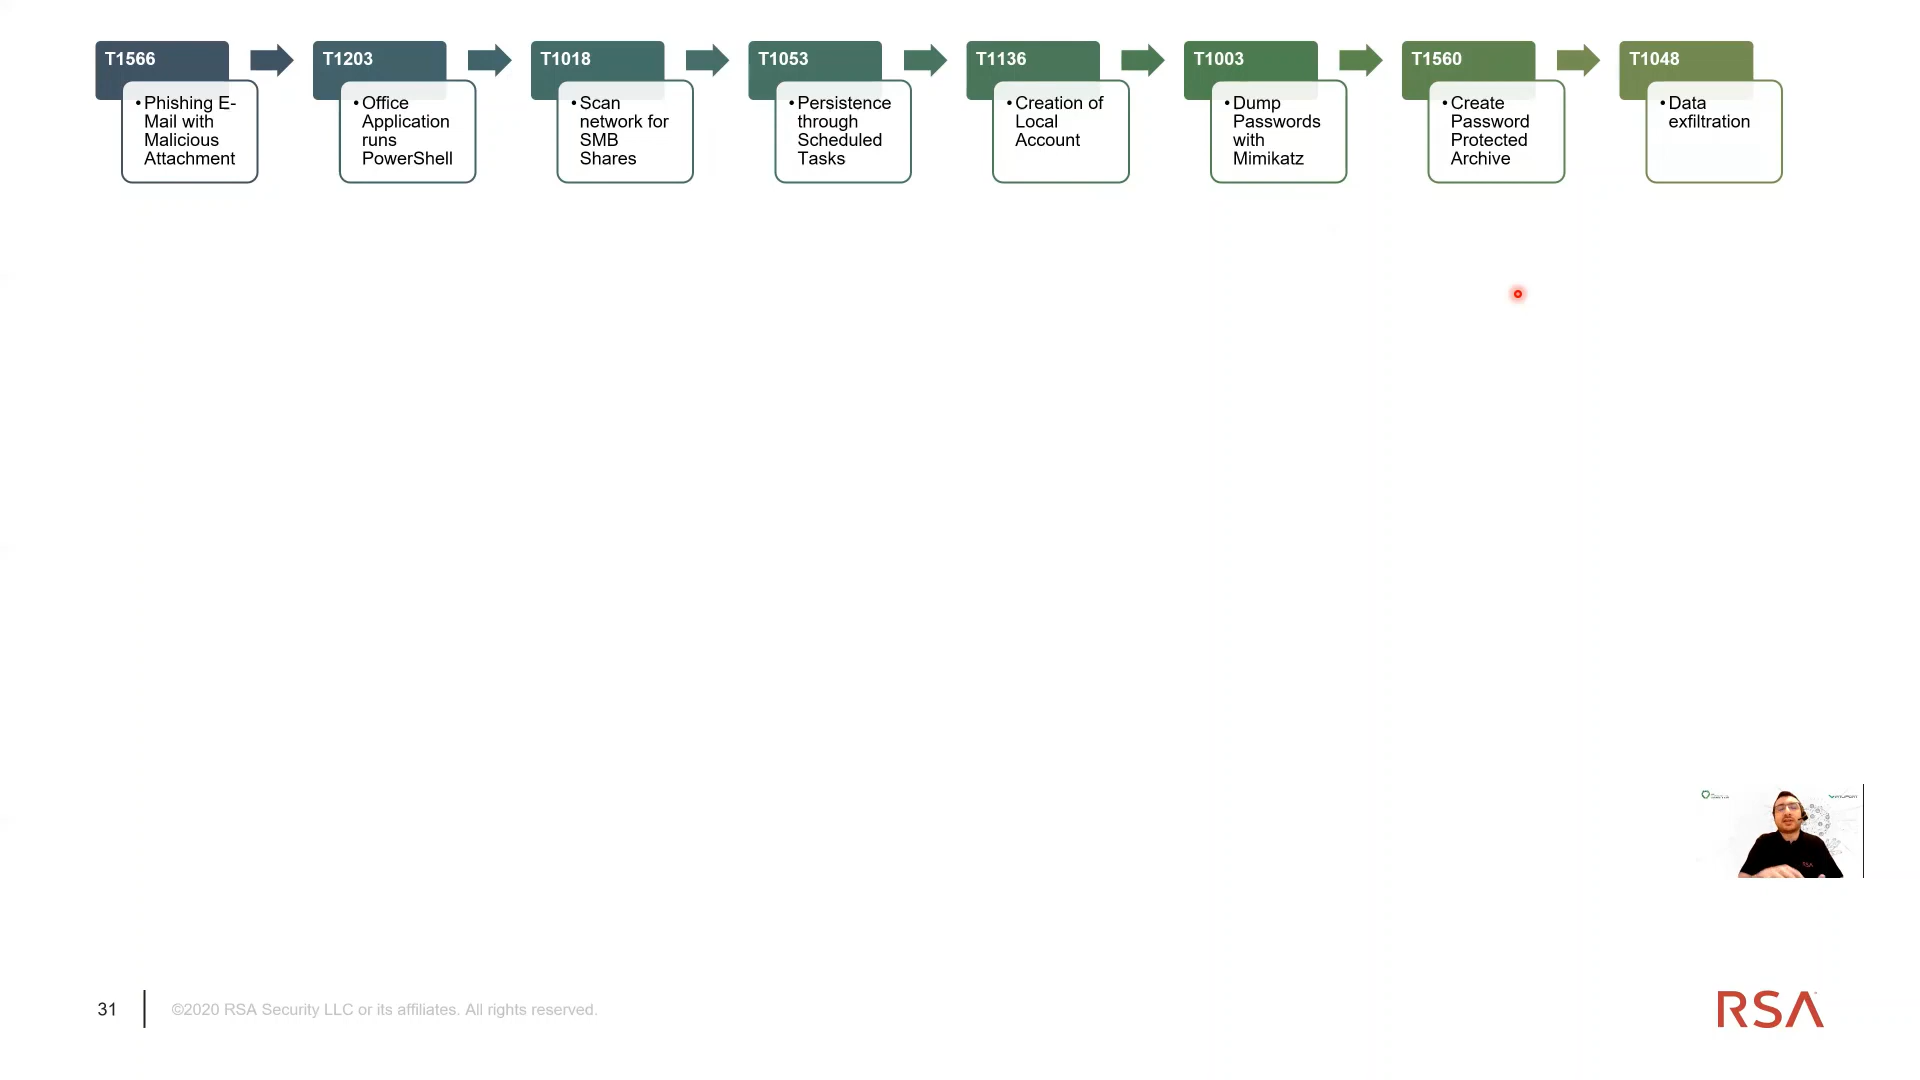 T1566
• Phishing E-
Mail with
Malicious
Attachment
T1203
• Office
Application
runs
PowerShell
T1018
• Scan
network for
SMB
Shares
T1053
• Persistence
through
Scheduled
Tasks
T1136
• Creation of
Local
Account
T1003
• Dump
Passwords
with
Mimikatz
T1560
• Create
Password
Protected
Archive
T1048
• Data
exfiltration
RSA
31
©2020 RSA Security LLC or its affiliates. All rights reserved.
RSA